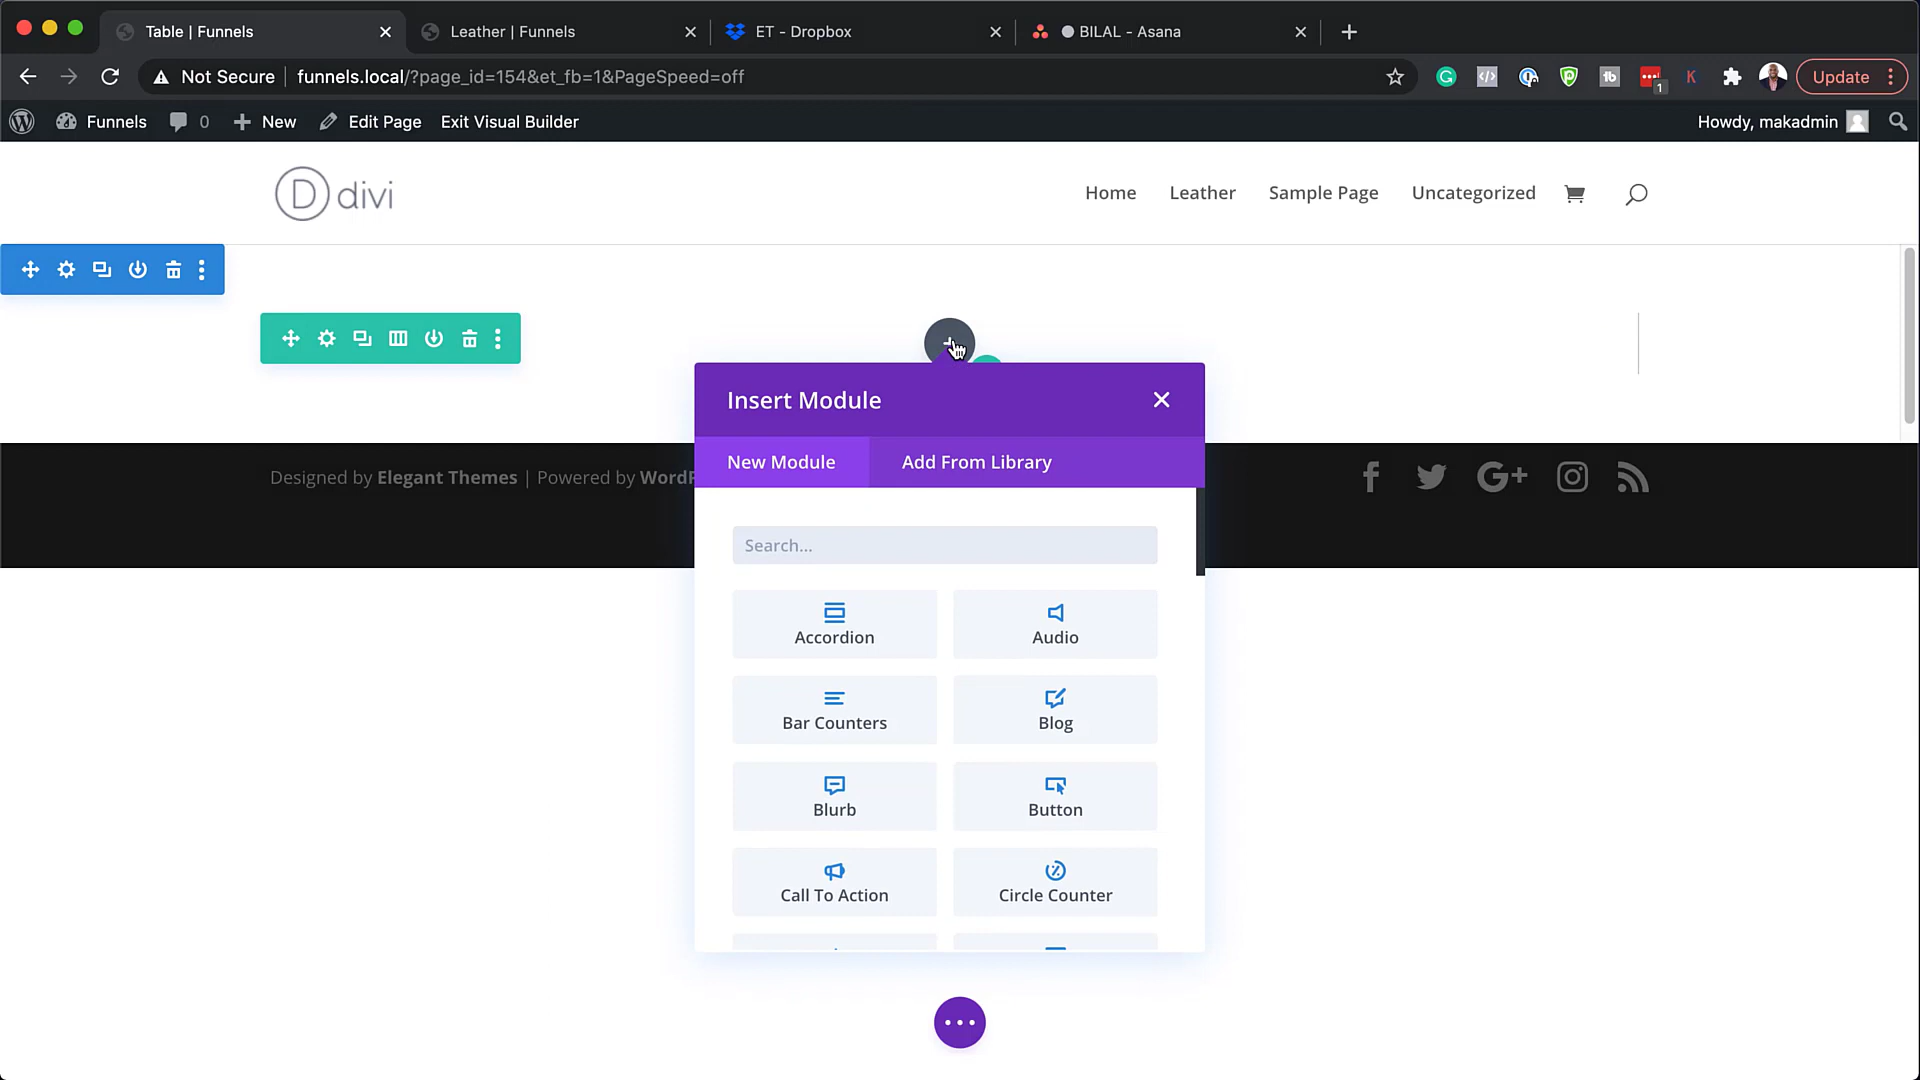 Table | Funnels
Leather | Funnels
ET - Dropbox
BILAL - Asana
Not Secure
funnels.local/?page_id=154&et_fb=1&PageSpeed=off
1
K
Update
Funnels
0
New
Edit Page
Exit Visual Builder
Howdy, makadmin
D divi
Home
Leather
Sample Page
Uncategorized
Insert Module
New Module
Add From Library
Designed by Elegant Themes | Powered by WordP
Search...
Accordion
Audio
Bar Counters
Blog
Blurb
Button
Call To Action
Circle Counter